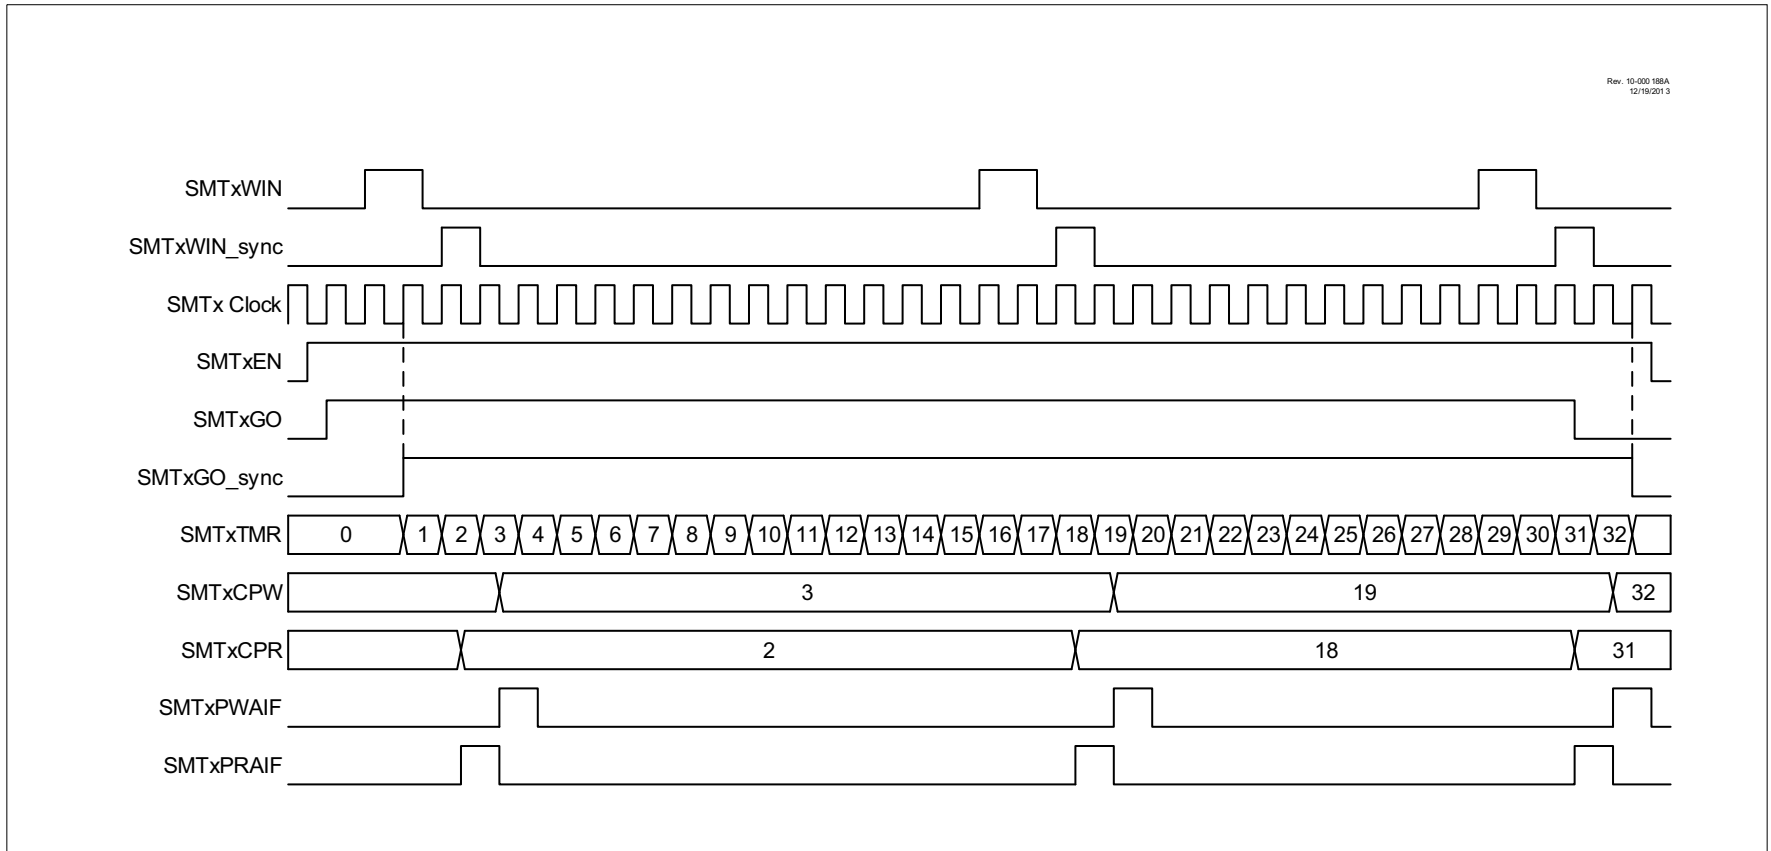 Rev. 10-000 188A
12/19/201 3
SMTxWIN
SMTxWIN_sync
SMTx Clock
SMTxEN
SMTxGO
SMTxGO_sync
SMTxTMR 0 1 2 3 4 5 6 7 8 9 10 11 12 13 14 15 16 17 18 19 20 21 22 23 24 25 26 27 28 29 30 31 32
SMTxCPW 3 19 32
SMTxCPR 2 18 31
SMTxPWAIF
SMTxPRAIF